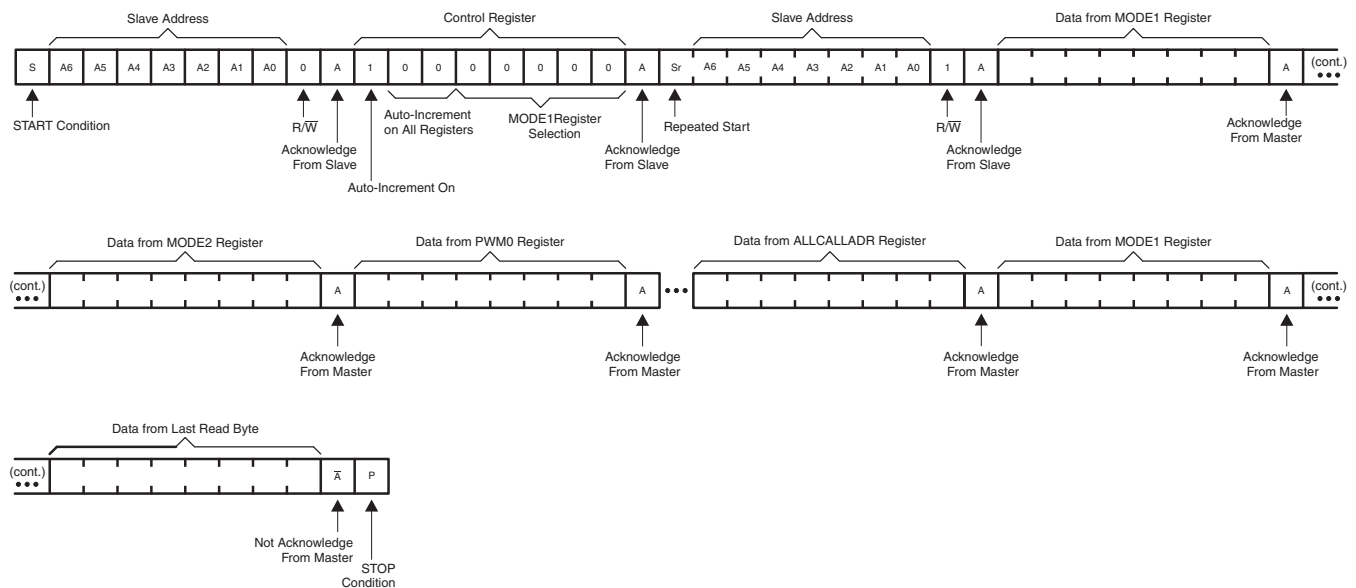 Slave Address
Control Register
Slave Address
Data from MODE1 Register
S A6 A5 A4 A3 A2 A1 A0 0 A 1 0 0 0 0 0 0 0 A Sr A6 A5 A4 A3 A2 A1 A0 1 A A (cont.) •••
START Condition
R/W̅
Acknowledge
From Slave
Auto-Increment On
Auto-Increment
on All Registers
MODE1Register
Selection
Acknowledge
From Slave
Repeated Start
R/W̅
Acknowledge
From Slave
Acknowledge
From Master
Data from MODE2 Register
Data from PWM0 Register
Data from ALLCALLADR Register
Data from MODE1 Register
(cont.) ••• A A ••• A A (cont.) •••
Acknowledge
From Master
Acknowledge
From Master
Acknowledge
From Master
Acknowledge
From Master
Data from Last Read Byte
(cont.) ••• A̅ P
Not Acknowledge
From Master
STOP
Condition